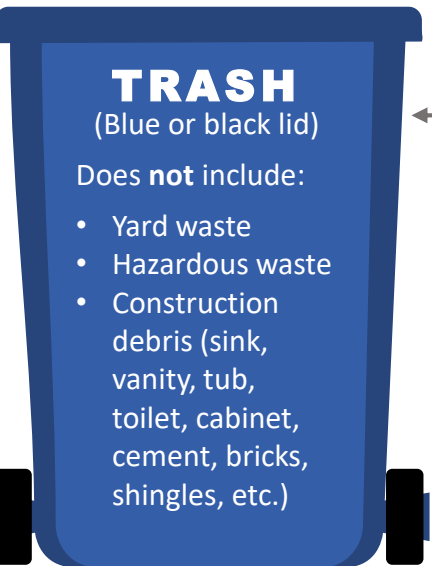 TRASH
(Blue or black lid)
Does not include:
• Yard waste
• Hazardous waste
• Construction
debris (sink,
vanity, tub,
toilet, cabinet,
cement, bricks,
shingles, etc.)